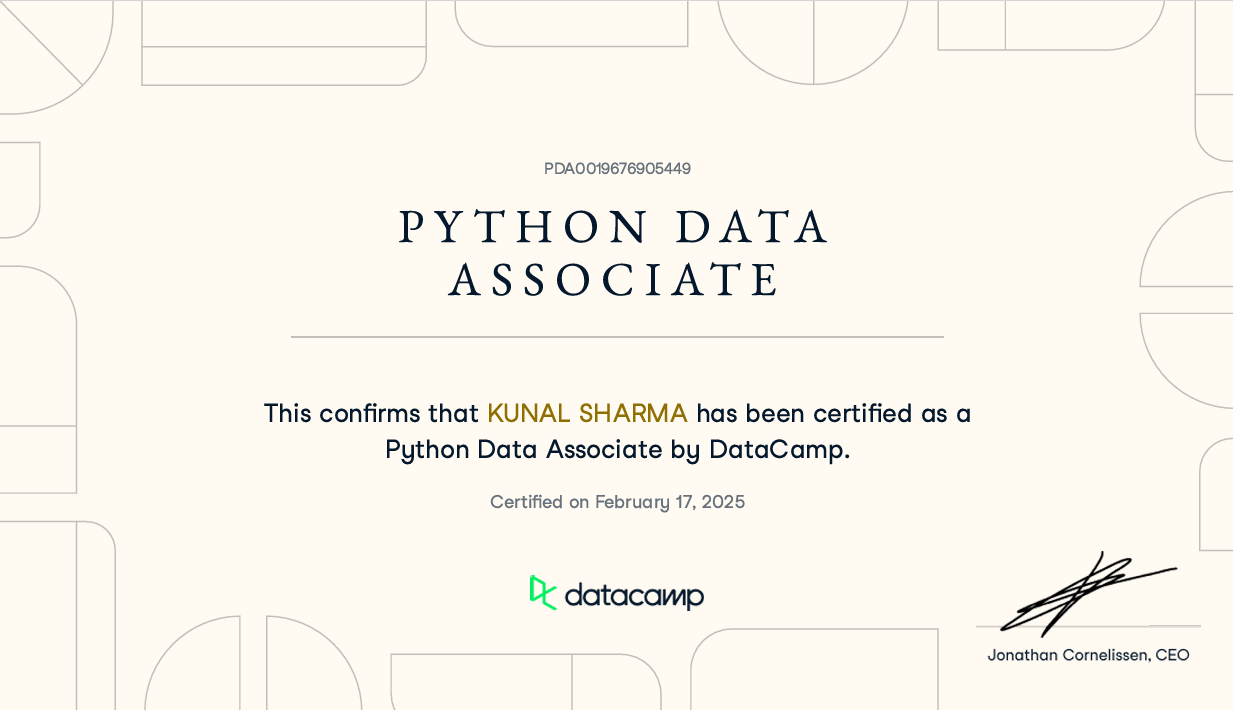 PDA0019676905449
PYTHON DATA
ASSOCIATE
This confirms that KUNAL SHARMA has been certified as a
Python Data Associate by DataCamp.
Certified on February 17, 2025
datacamp
Jonathan Cornelissen, CEO